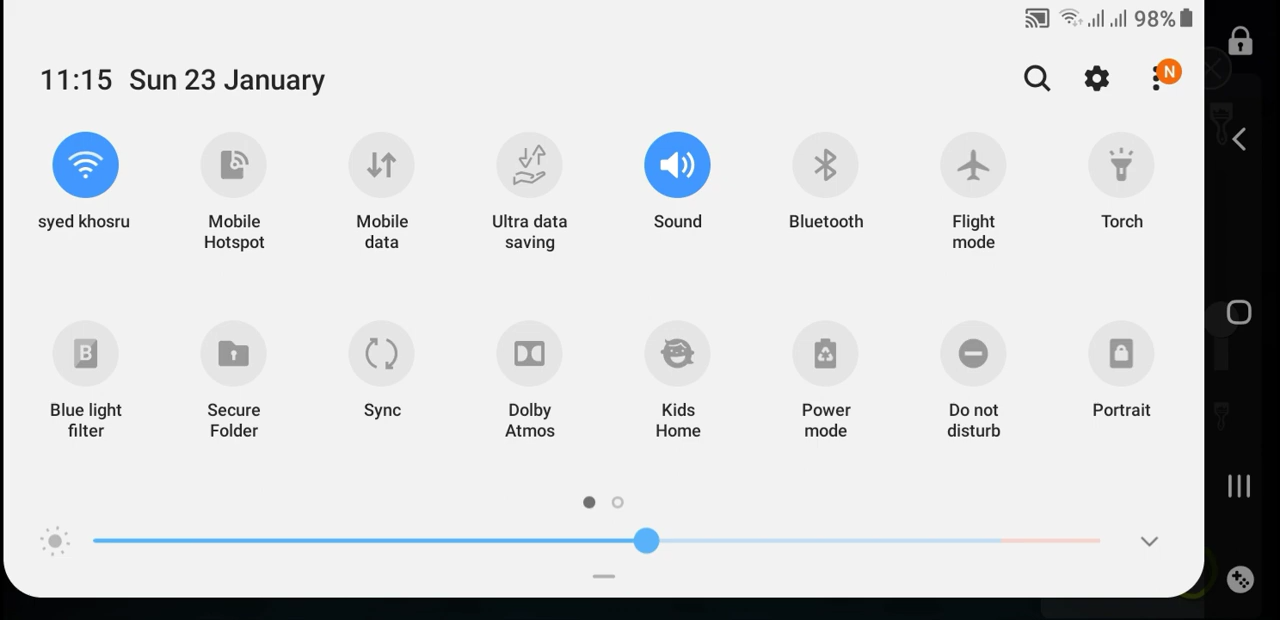 98%
11:15 Sun 23 January
N
syed khosru
Mobile
Hotspot
Mobile
data
Ultra data
saving
Sound
Bluetooth
Flight
mode
Torch
B
Blue light
filter
Secure
Folder
Sync
Dolby
Atmos
Kids
Home
Power
mode
Do not
disturb
Portrait